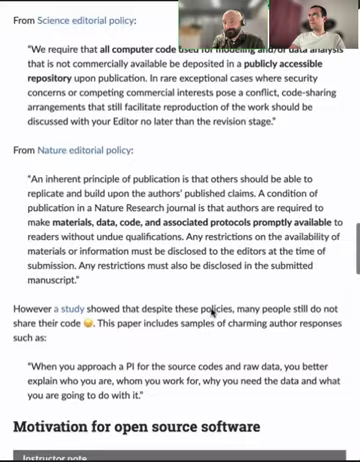 From Science editorial policy:
"We require that all computer code used for modeling and/or data analysis
that is not commercially available be deposited in a publicly accessible
repository upon publication. In rare exceptional cases where security
concerns or competing commercial interests pose a conflict, code-sharing
arrangements that still facilitate reproduction of the work should be
discussed with your Editor no later than the revision stage."
From Nature editorial policy:
"An inherent principle of publication is that others should be able to
replicate and build upon the authors' published claims. A condition of
publication in a Nature Research journal is that authors are required to
make materials, data, code, and associated protocols promptly available to
readers without undue qualifications. Any restrictions on the availability of
materials or information must be disclosed to the editors at the time of
submission. Any restrictions must also be disclosed in the submitted
manuscript."
However a study showed that despite these policies, many people still do not
share their code 😞. This paper includes samples of charming author responses
such as:
"When you approach a PI for the source codes and raw data, you better
explain who you are, whom you work for, why you need the data and what
you are going to do with it."
Motivation for open source software
Instructor note